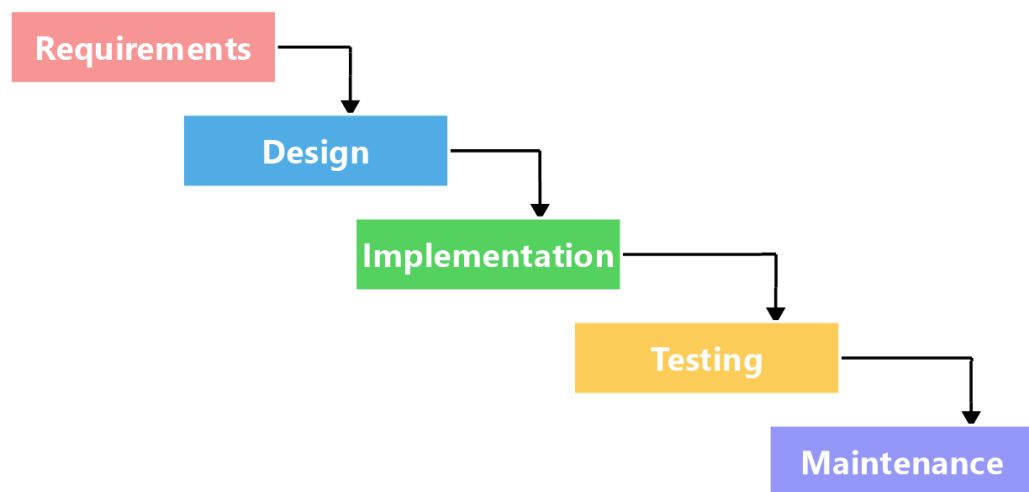 Requirements
Design
Implementation
Testing
Maintenance